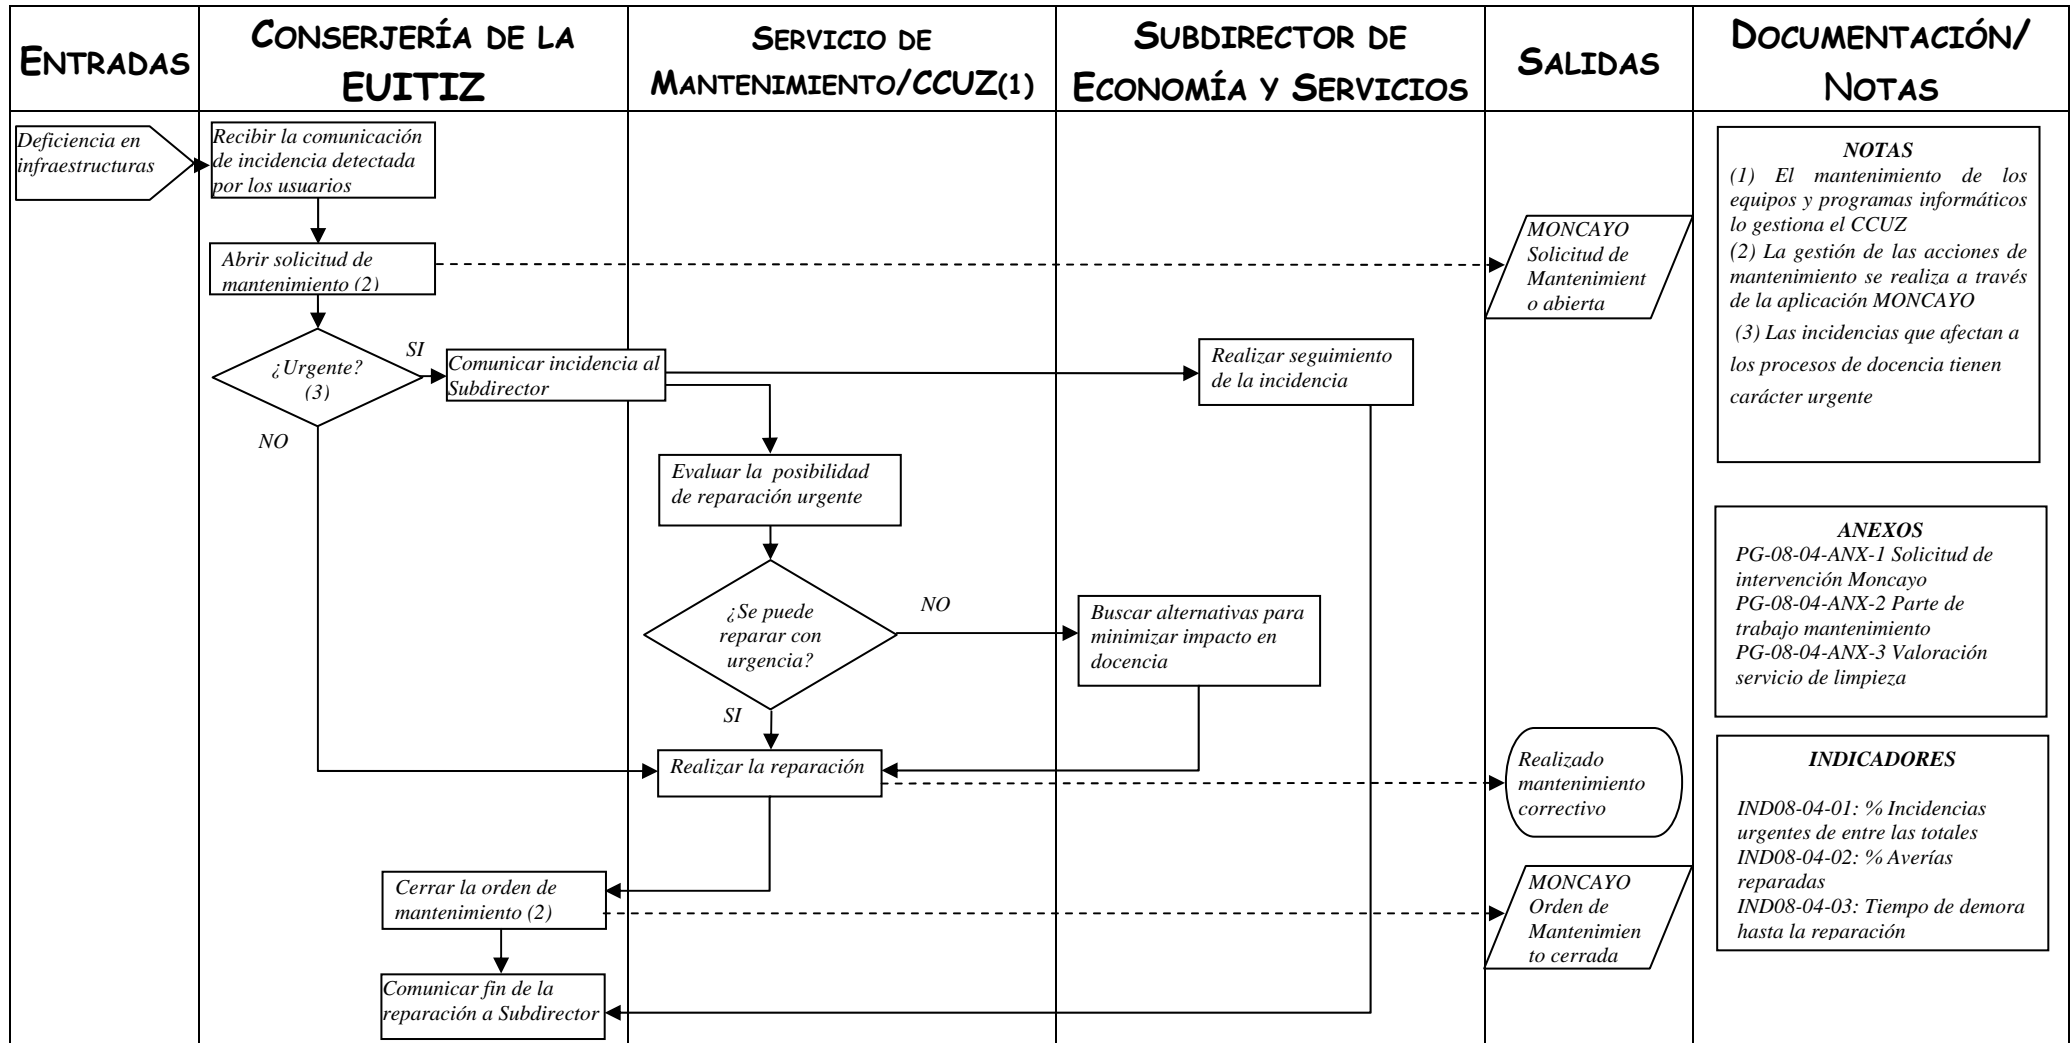 ENTRADAS
CONSERJERÍA DE LA
EUITIZ
SERVICIO DE
MANTENIMIENTO/CCUZ(1)
SUBDIRECTOR DE
ECONOMÍA Y SERVICIOS
SALIDAS
DOCUMENTACIÓN/
NOTAS
Deficiencia en
infraestructuras
Recibir la comunicación
de incidencia detectada
por los usuarios
Abrir solicitud de
mantenimiento (2)
MONCAYO
Solicitud de
Mantenimient
o abierta
¿Urgente?
(3)
SI
NO
Comunicar incidencia al
Subdirector
Realizar seguimiento
de la incidencia
Evaluar la posibilidad
de reparación urgente
¿Se puede
reparar con
urgencia?
NO
SI
Buscar alternativas para
minimizar impacto en
docencia
Realizar la reparación
Realizado
mantenimiento
correctivo
Cerrar la orden de
mantenimiento (2)
MONCAYO
Orden de
Mantenimien
to cerrada
Comunicar fin de la
reparación a Subdirector
NOTAS
(1) El mantenimiento de los
equipos y programas informáticos
lo gestiona el CCUZ
(2) La gestión de las acciones de
mantenimiento se realiza a través
de la aplicación MONCAYO
(3) Las incidencias que afectan a
los procesos de docencia tienen
carácter urgente
ANEXOS
PG-08-04-ANX-1 Solicitud de
intervención Moncayo
PG-08-04-ANX-2 Parte de
trabajo mantenimiento
PG-08-04-ANX-3 Valoración
servicio de limpieza
INDICADORES
IND08-04-01: % Incidencias
urgentes de entre las totales
IND08-04-02: % Averías
reparadas
IND08-04-03: Tiempo de demora
hasta la reparación